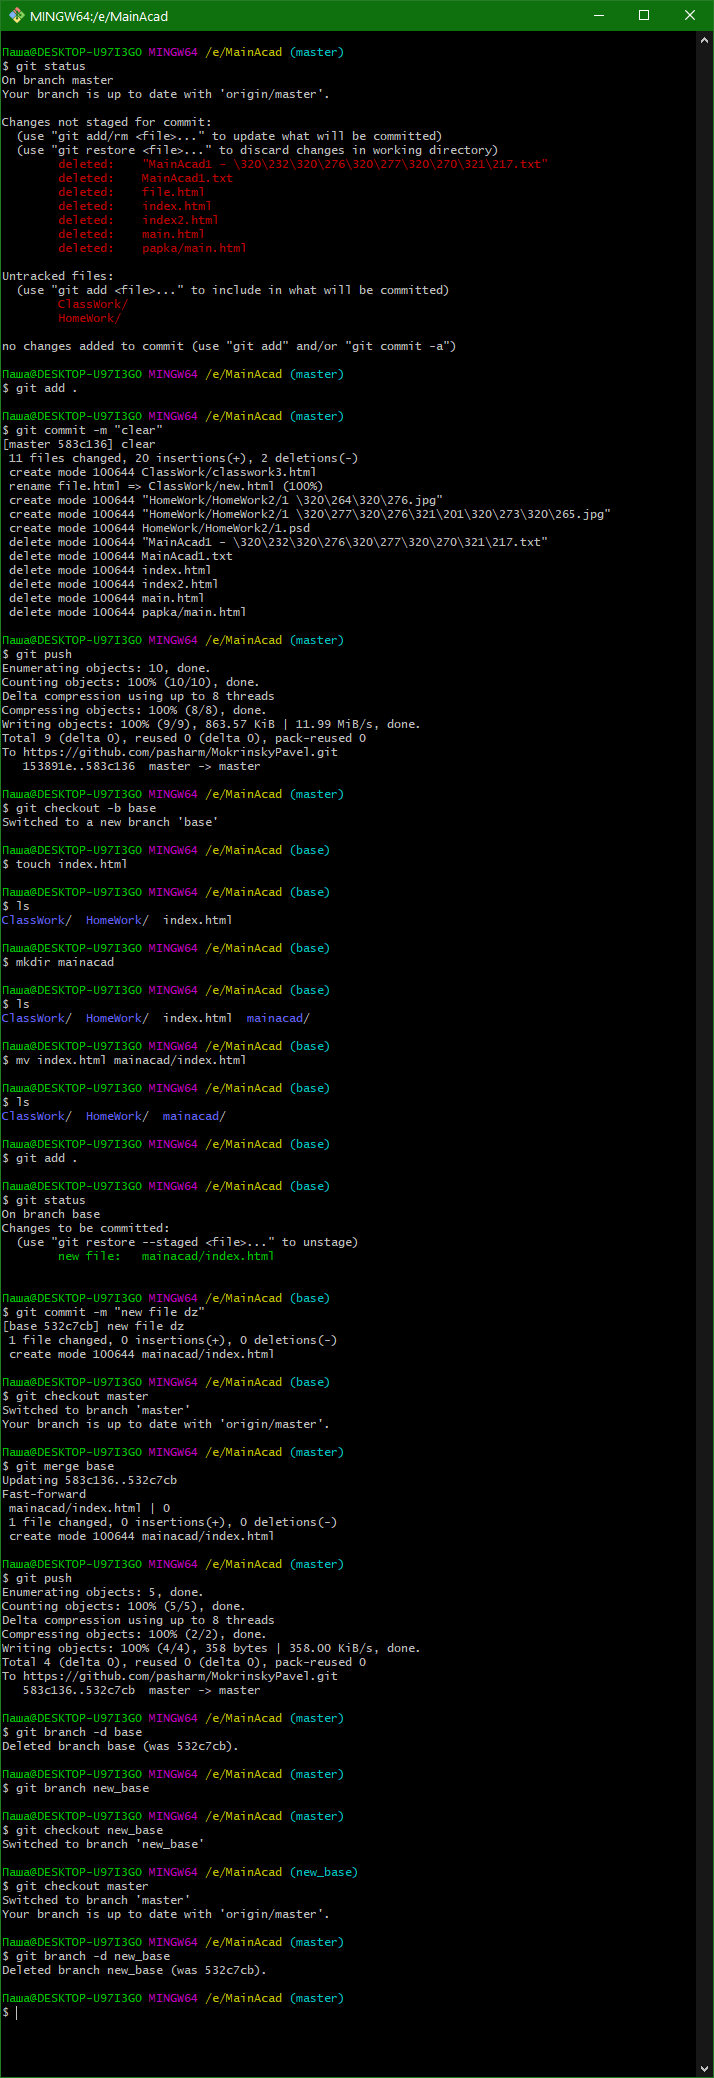 MINGW64:/e/MainAcad
Паша@DESKTOP-U97I3GO MINGW64 /e/MainAcad (master)
$ git status
On branch master
Your branch is up to date with 'origin/master'.
Changes not staged for commit:
(use "git add/rm <file>..." to update what will be committed)
(use "git restore <file>..." to discard changes in working directory)
deleted:    "MainAcad1 - \320\232\320\276\320\277\320\270\321\217.txt"
deleted:    MainAcad1.txt
deleted:    file.html
deleted:    index.html
deleted:    index2.html
deleted:    main.html
deleted:    papka/main.html
Untracked files:
(use "git add <file>..." to include in what will be committed)
ClassWork/
HomeWork/
no changes added to commit (use "git add" and/or "git commit -a")
Паша@DESKTOP-U97I3GO MINGW64 /e/MainAcad (master)
$ git add .
Паша@DESKTOP-U97I3GO MINGW64 /e/MainAcad (master)
$ git commit -m "clear"
[master 583c136] clear
11 files changed, 20 insertions(+), 2 deletions(-)
create mode 100644 ClassWork/classwork3.html
rename file.html => ClassWork/new.html (100%)
create mode 100644 "HomeWork/HomeWork2/1 \320\264\320\276.jpg"
create mode 100644 "HomeWork/HomeWork2/1 \320\277\320\276\321\201\320\273\320\265.jpg"
create mode 100644 HomeWork/HomeWork2/1.psd
delete mode 100644 "MainAcad1 - \320\232\320\276\320\277\320\270\321\217.txt"
delete mode 100644 MainAcad1.txt
delete mode 100644 index.html
delete mode 100644 index2.html
delete mode 100644 main.html
delete mode 100644 papka/main.html
Паша@DESKTOP-U97I3GO MINGW64 /e/MainAcad (master)
$ git push
Enumerating objects: 10, done.
Counting objects: 100% (10/10), done.
Delta compression using up to 8 threads
Compressing objects: 100% (8/8), done.
Writing objects: 100% (9/9), 863.57 KiB | 11.99 MiB/s, done.
Total 9 (delta 0), reused 0 (delta 0), pack-reused 0
To https://github.com/pasharm/MokrinskyPavel.git
153891e..583c136  master -> master
Паша@DESKTOP-U97I3GO MINGW64 /e/MainAcad (master)
$ git checkout -b base
Switched to a new branch 'base'
Паша@DESKTOP-U97I3GO MINGW64 /e/MainAcad (base)
$ touch index.html
Паша@DESKTOP-U97I3GO MINGW64 /e/MainAcad (base)
$ ls
ClassWork/  HomeWork/  index.html
Паша@DESKTOP-U97I3GO MINGW64 /e/MainAcad (base)
$ mkdir mainacad
Паша@DESKTOP-U97I3GO MINGW64 /e/MainAcad (base)
$ ls
ClassWork/  HomeWork/  index.html  mainacad/
Паша@DESKTOP-U97I3GO MINGW64 /e/MainAcad (base)
$ mv index.html mainacad/index.html
Паша@DESKTOP-U97I3GO MINGW64 /e/MainAcad (base)
$ ls
ClassWork/  HomeWork/  mainacad/
Паша@DESKTOP-U97I3GO MINGW64 /e/MainAcad (base)
$ git add .
Паша@DESKTOP-U97I3GO MINGW64 /e/MainAcad (base)
$ git status
On branch base
Changes to be committed:
(use "git restore --staged <file>..." to unstage)
new file:   mainacad/index.html
Паша@DESKTOP-U97I3GO MINGW64 /e/MainAcad (base)
$ git commit -m "new file dz"
[base 532c7cb] new file dz
1 file changed, 0 insertions(+), 0 deletions(-)
create mode 100644 mainacad/index.html
Паша@DESKTOP-U97I3GO MINGW64 /e/MainAcad (base)
$ git checkout master
Switched to branch 'master'
Your branch is up to date with 'origin/master'.
Паша@DESKTOP-U97I3GO MINGW64 /e/MainAcad (master)
$ git merge base
Updating 583c136..532c7cb
Fast-forward
mainacad/index.html | 0
1 file changed, 0 insertions(+), 0 deletions(-)
create mode 100644 mainacad/index.html
Паша@DESKTOP-U97I3GO MINGW64 /e/MainAcad (master)
$ git push
Enumerating objects: 5, done.
Counting objects: 100% (5/5), done.
Delta compression using up to 8 threads
Compressing objects: 100% (2/2), done.
Writing objects: 100% (4/4), 358 bytes | 358.00 KiB/s, done.
Total 4 (delta 0), reused 0 (delta 0), pack-reused 0
To https://github.com/pasharm/MokrinskyPavel.git
583c136..532c7cb  master -> master
Паша@DESKTOP-U97I3GO MINGW64 /e/MainAcad (master)
$ git branch -d base
Deleted branch base (was 532c7cb).
Паша@DESKTOP-U97I3GO MINGW64 /e/MainAcad (master)
$ git branch new_base
Паша@DESKTOP-U97I3GO MINGW64 /e/MainAcad (master)
$ git checkout new_base
Switched to branch 'new_base'
Паша@DESKTOP-U97I3GO MINGW64 /e/MainAcad (new_base)
$ git checkout master
Switched to branch 'master'
Your branch is up to date with 'origin/master'.
Паша@DESKTOP-U97I3GO MINGW64 /e/MainAcad (master)
$ git branch -d new_base
Deleted branch new_base (was 532c7cb).
Паша@DESKTOP-U97I3GO MINGW64 /e/MainAcad (master)
$